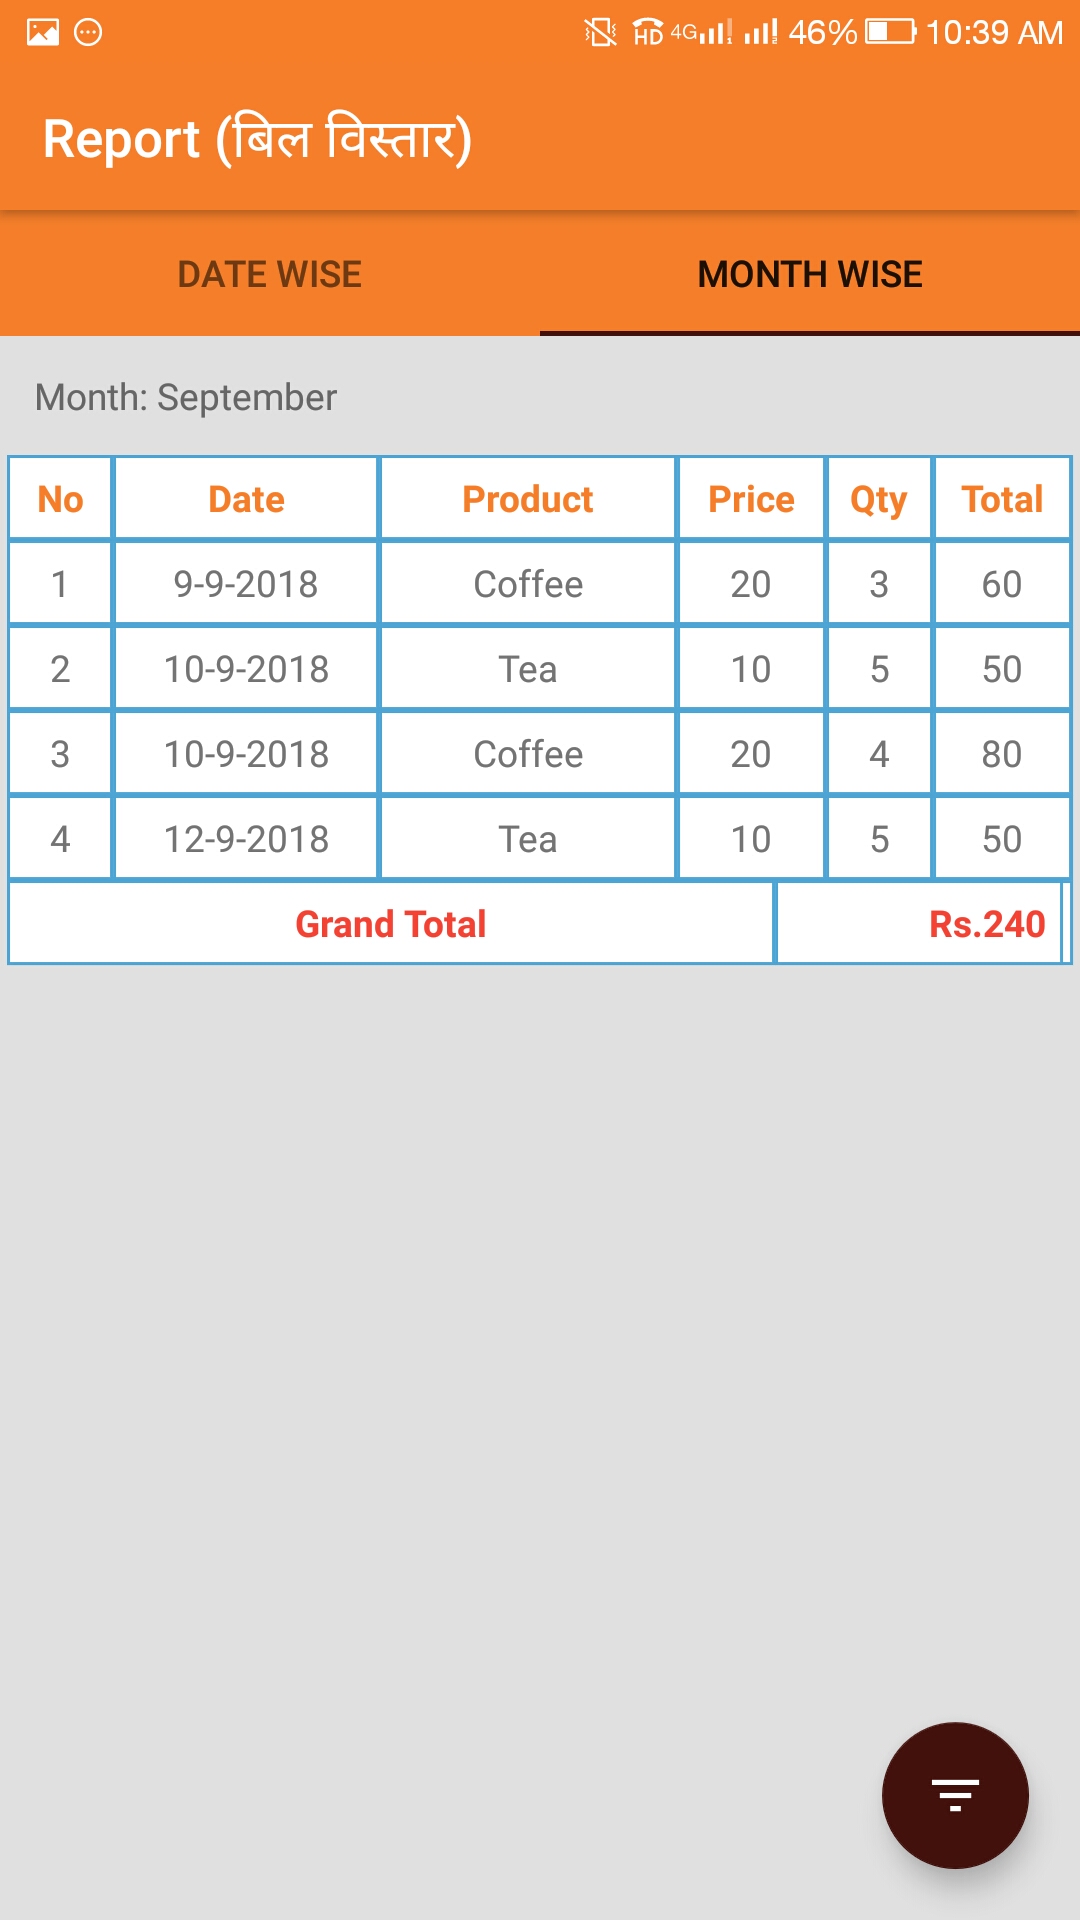 HD 4G 46% 10:39 AM
Report (बिल विस्तार)
DATE WISE MONTH WISE
Month: September
No Date Product Price Qty Total
1 9-9-2018 Coffee 20 3 60
2 10-9-2018 Tea 10 5 50
3 10-9-2018 Coffee 20 4 80
4 12-9-2018 Tea 10 5 50
Grand Total Rs.240